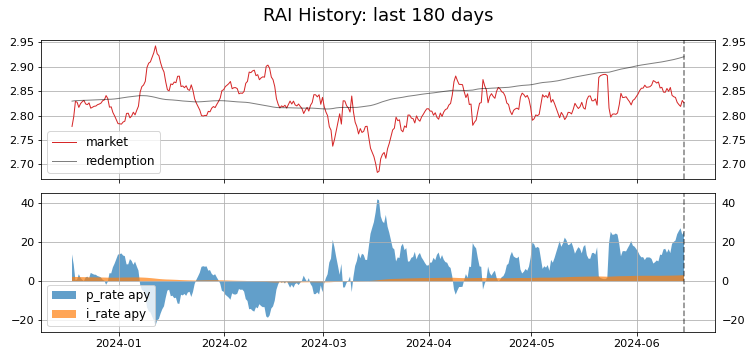 RAI History: last 180 days
2.95 2.95
2.90 2.90
2.85 2.85
2.80 2.80
2.75 2.75
2.70 2.70
market
redemption
40 40
20 20
0 0
−20 −20
p_rate apy
i_rate apy
2024-01 2024-02 2024-03 2024-04 2024-05 2024-06